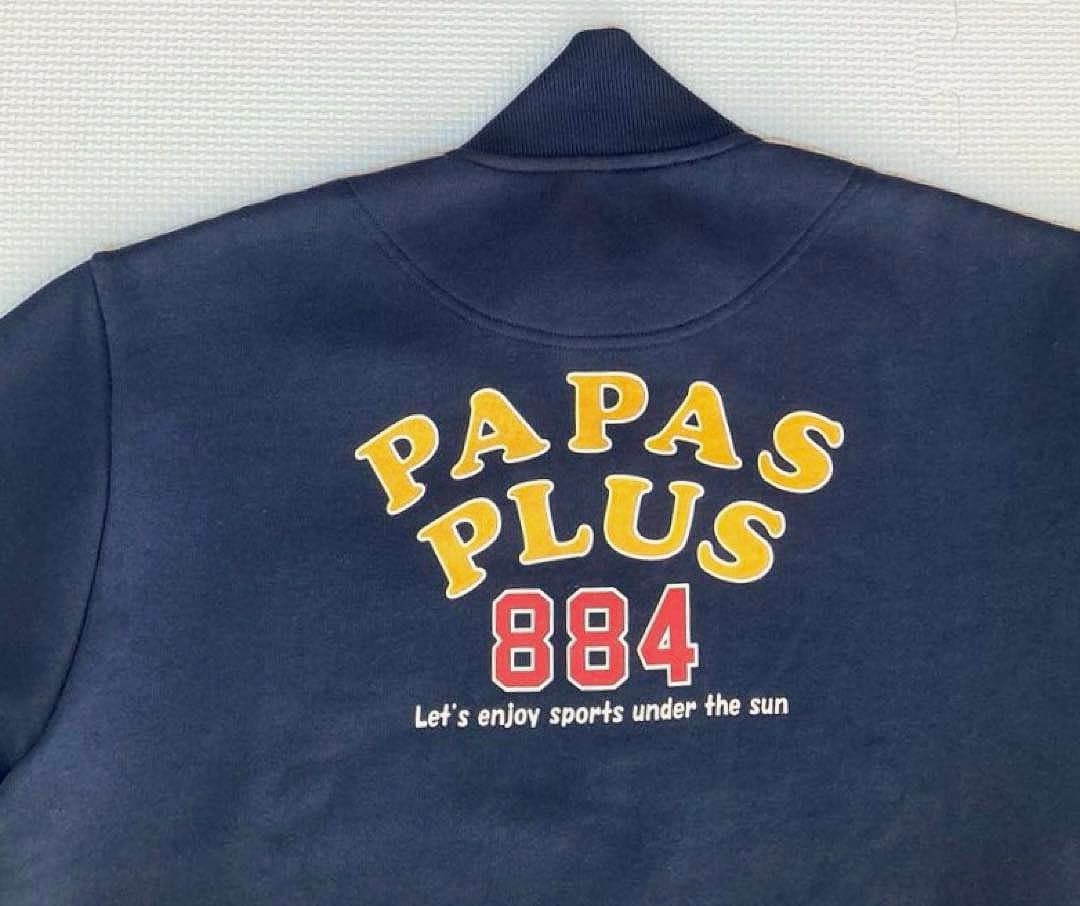 PAPAS
PLUS
884
Let's enjoy sports under the sun